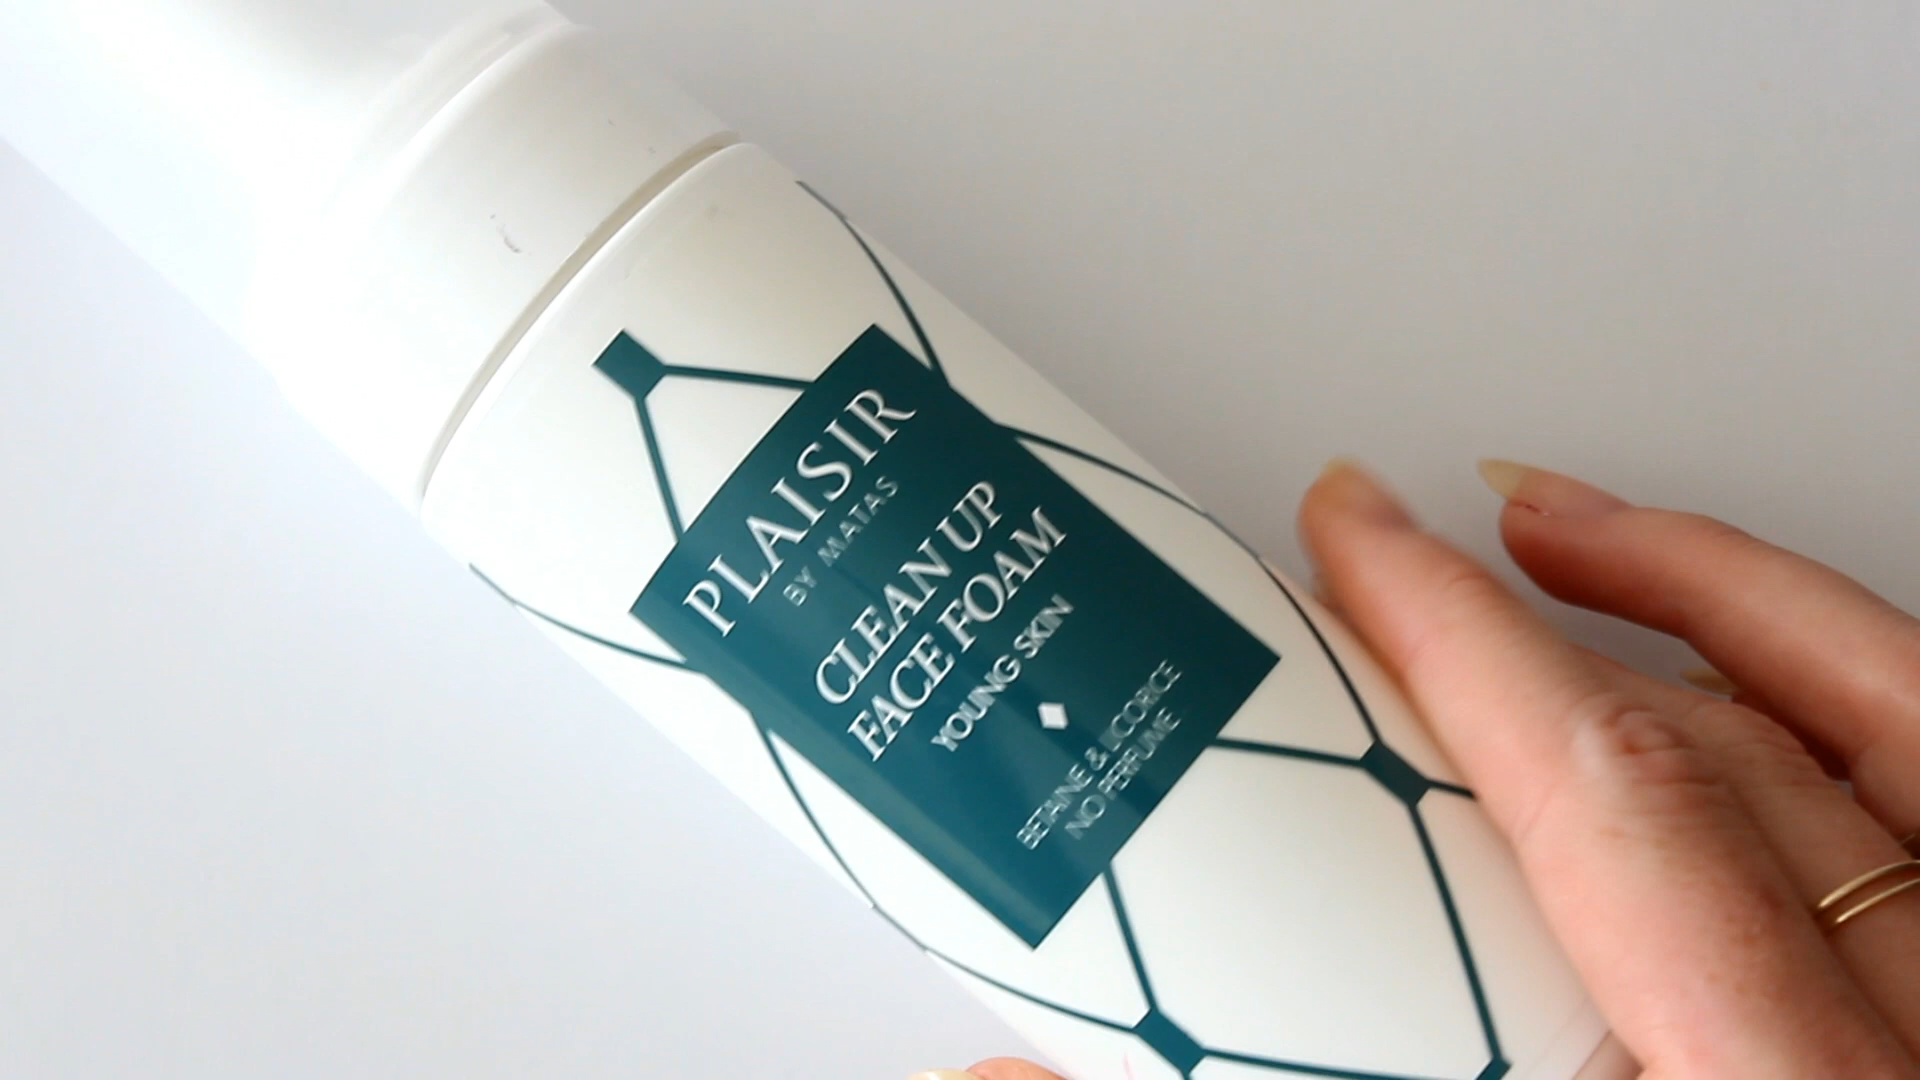 PLAISIR
BY MATAS
CLEAN UP
FACE FOAM
YOUNG SKIN
BETAINE & LICORICE
NO PERFUME